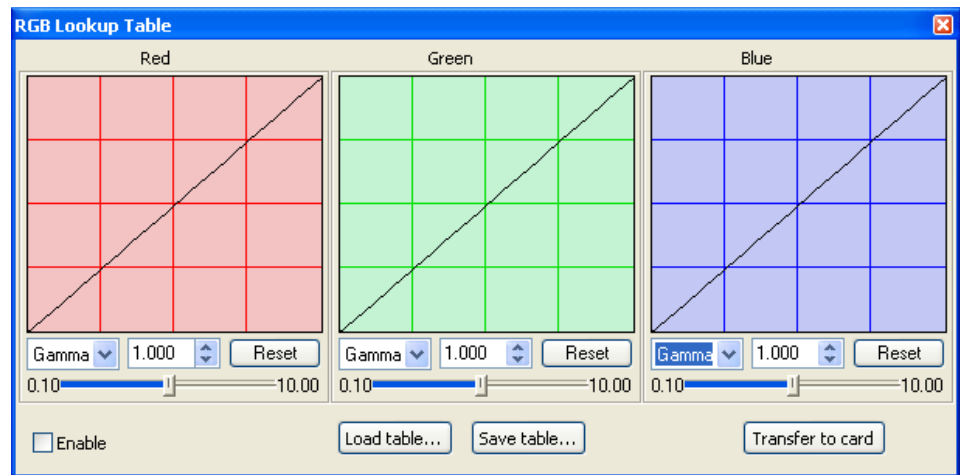 RGB Lookup Table
Red Green Blue
Gamma 1.000 Reset Gamma 1.000 Reset Gamma 1.000 Reset
0.10 10.00 0.10 10.00 0.10 10.00
Enable Load table... Save table... Transfer to card